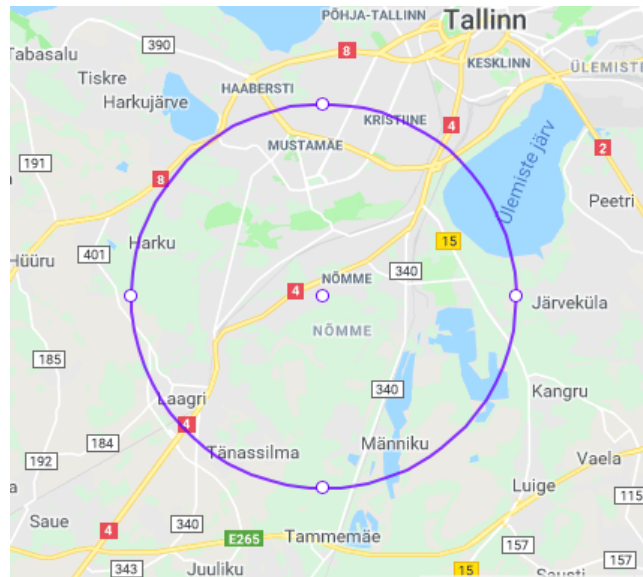 PÕHJA-TALLINN
Tallinn
390
8
Tabasalu
KESKLINN
ÜLEMISTE
Tiskre
HAABERSTI
Harkujärve
KRISTIINE
4
MUSTAMÄE
2
191
8
Ülemiste järv
Peetri
Harku
15
401
Hüüru
340
NÕMME
4
Järveküla
NÕMME
185
340
Kangru
Laagri
4
184
Männiku
Tänassilma
192
Vaela
Luige
115
Saue
340
4
E265
Tammemäe
157
343
Juuliku
15
157